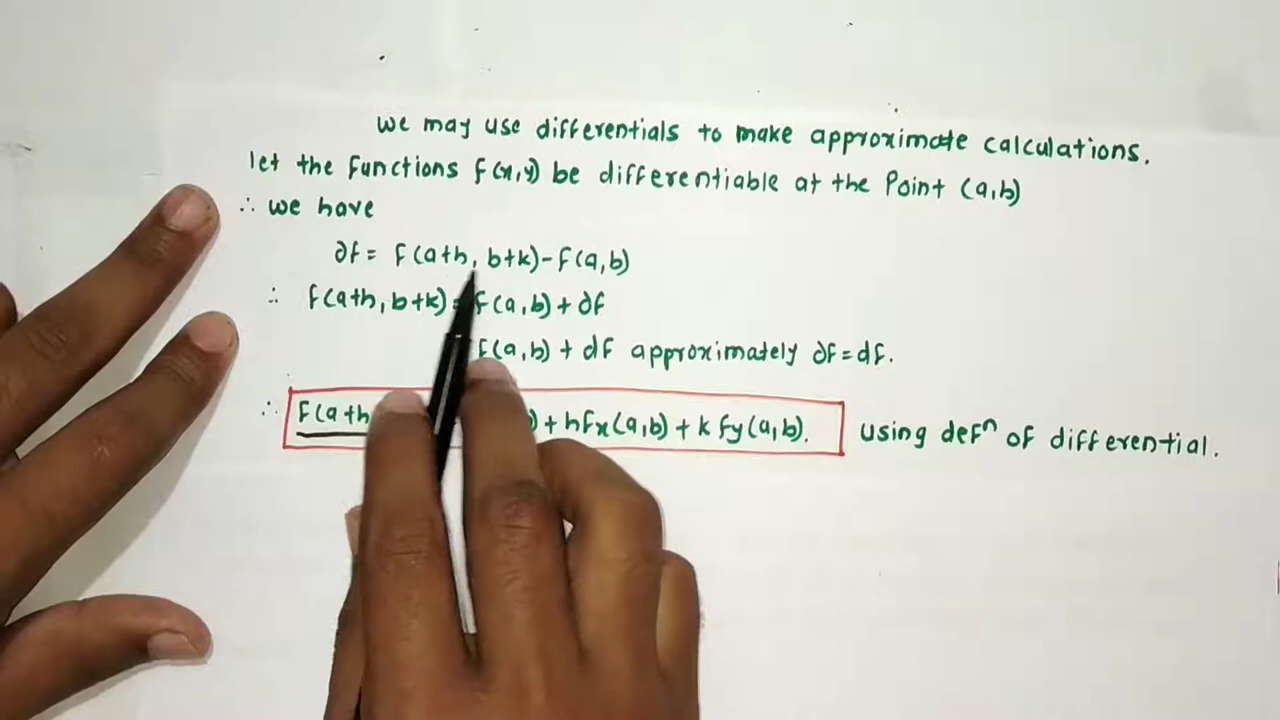 We may use differentials to make approximate calculations.
let the functions f(x,y) be differentiable at the point (a,b)
∴ we have
∂f = f(a+h, b+k) - f(a,b)
∴ f(a+h, b+k) = f(a,b) + ∂f
f(a,b) + df approximately ∂f = df.
∴ f(a+h ) + hfx(a,b) + k fy(a,b). using defⁿ of differential.